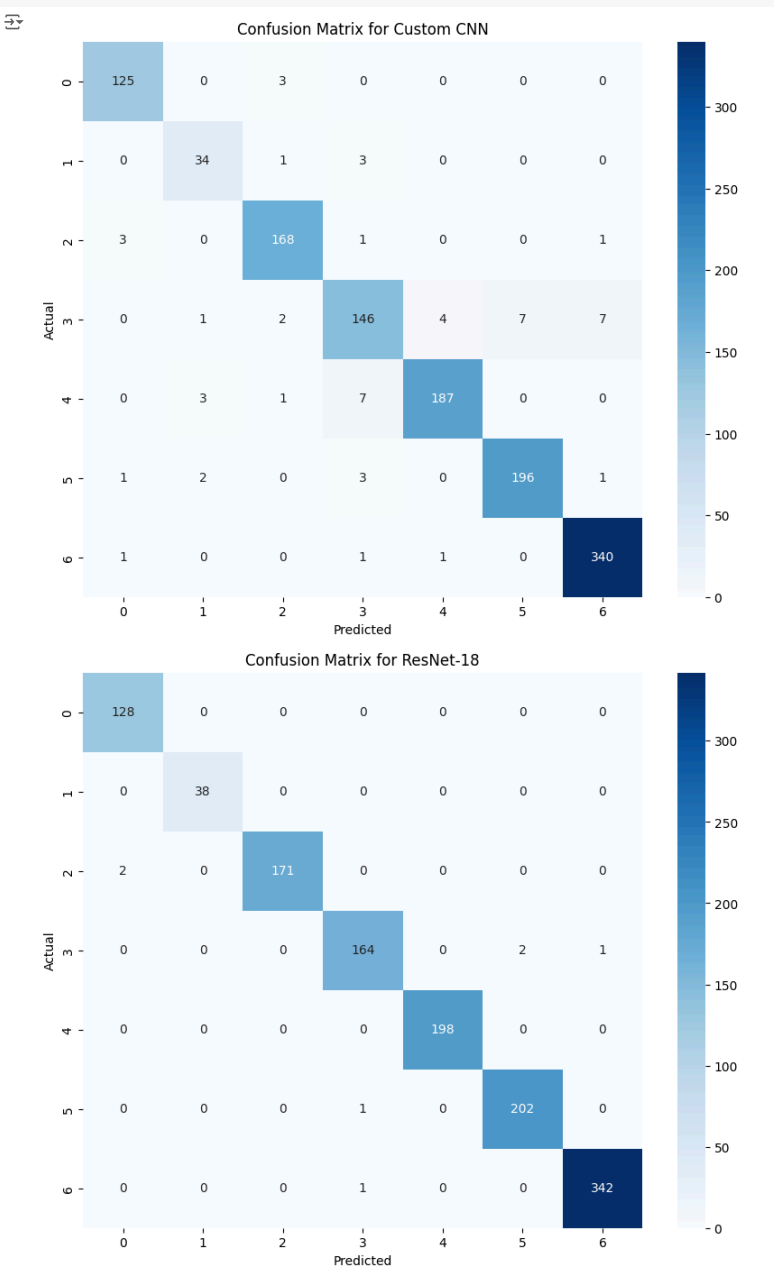 Confusion Matrix for Custom CNN
0 125 0 3 0 0 0 0
1 0 34 1 3 0 0 0
2 3 0 168 1 0 0 1
3 0 1 2 146 4 7 7
4 0 3 1 7 187 0 0
5 1 2 0 3 0 196 1
6 1 0 0 1 1 0 340
0 1 2 3 4 5 6
Predicted
Actual
300
250
200
150
100
50
0
Confusion Matrix for ResNet-18
0 128 0 0 0 0 0 0
1 0 38 0 0 0 0 0
2 2 0 171 0 0 0 0
3 0 0 0 164 0 2 1
4 0 0 0 0 198 0 0
5 0 0 0 1 0 202 0
6 0 0 0 1 0 0 342
0 1 2 3 4 5 6
Predicted
Actual
300
250
200
150
100
50
0